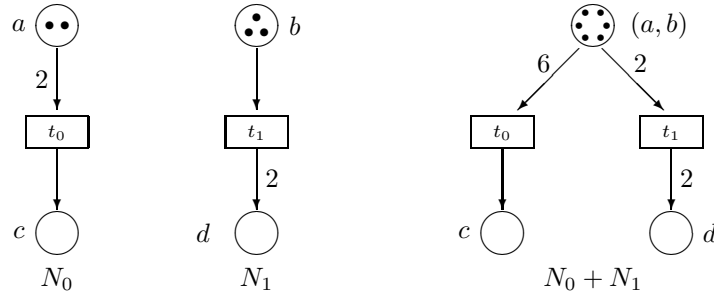 a b (a, b)
2 6 2
t₀ t₁ t₀ t₁
2 2
c d c d
N₀ N₁ N₀ + N₁